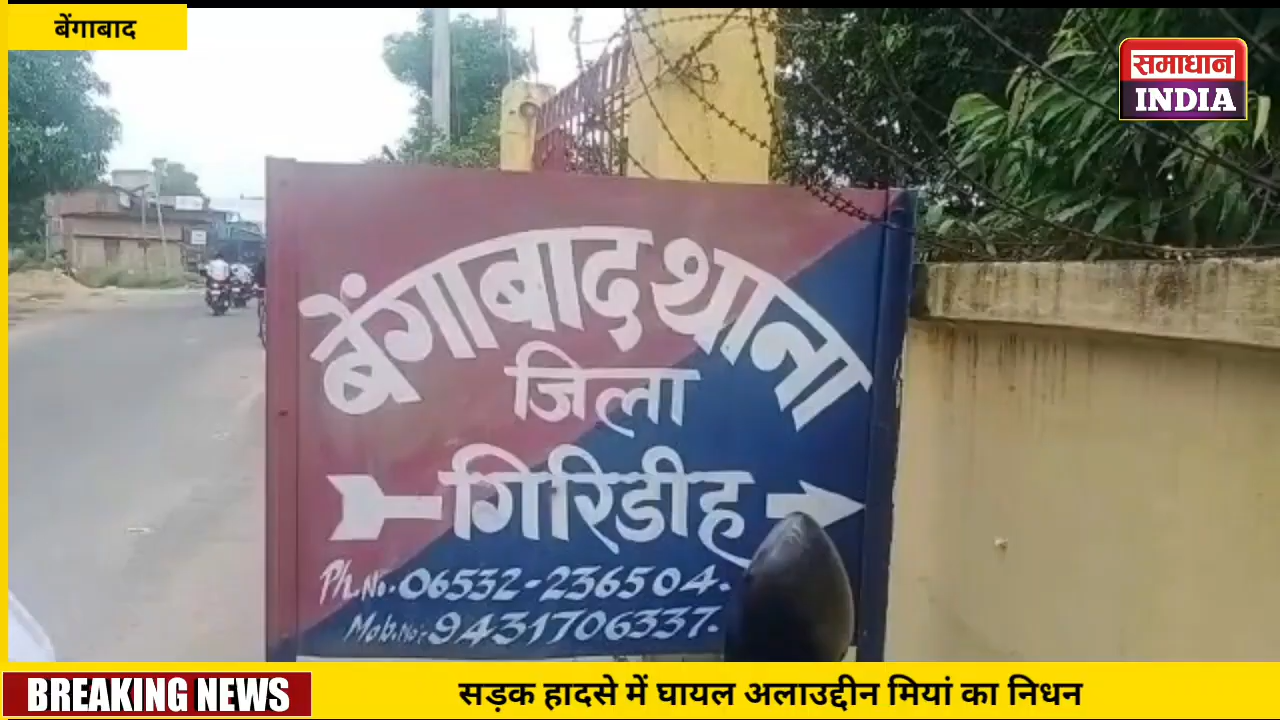 बेंगाबाद
समाधान
INDIA
बेंगाबाद थाना
जिला
गिरिडीह
Ph.No.06532-236504.
Mob.No:-9431706337.
BREAKING NEWS
सड़क हादसे में घायल अलाउद्दीन मियां का निधन